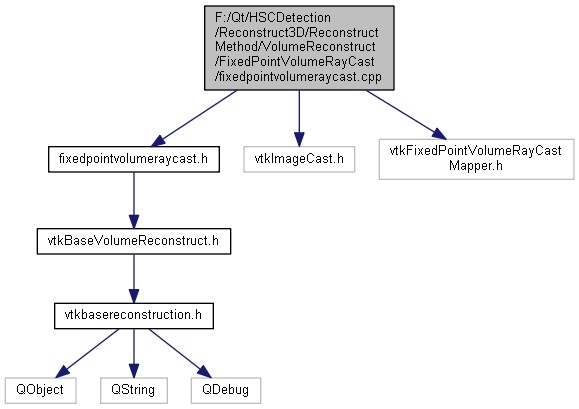 F:/Qt/HSCDetection
/Reconstruct3D/Reconstruct
Method/VolumeReconstruct
/FixedPointVolumeRayCast
/fixedpointvolumeraycast.cpp
fixedpointvolumeraycast.h
vtkImageCast.h
vtkFixedPointVolumeRayCast
Mapper.h
vtkBaseVolumeReconstruct.h
vtkbasereconstruction.h
QObject
QString
QDebug